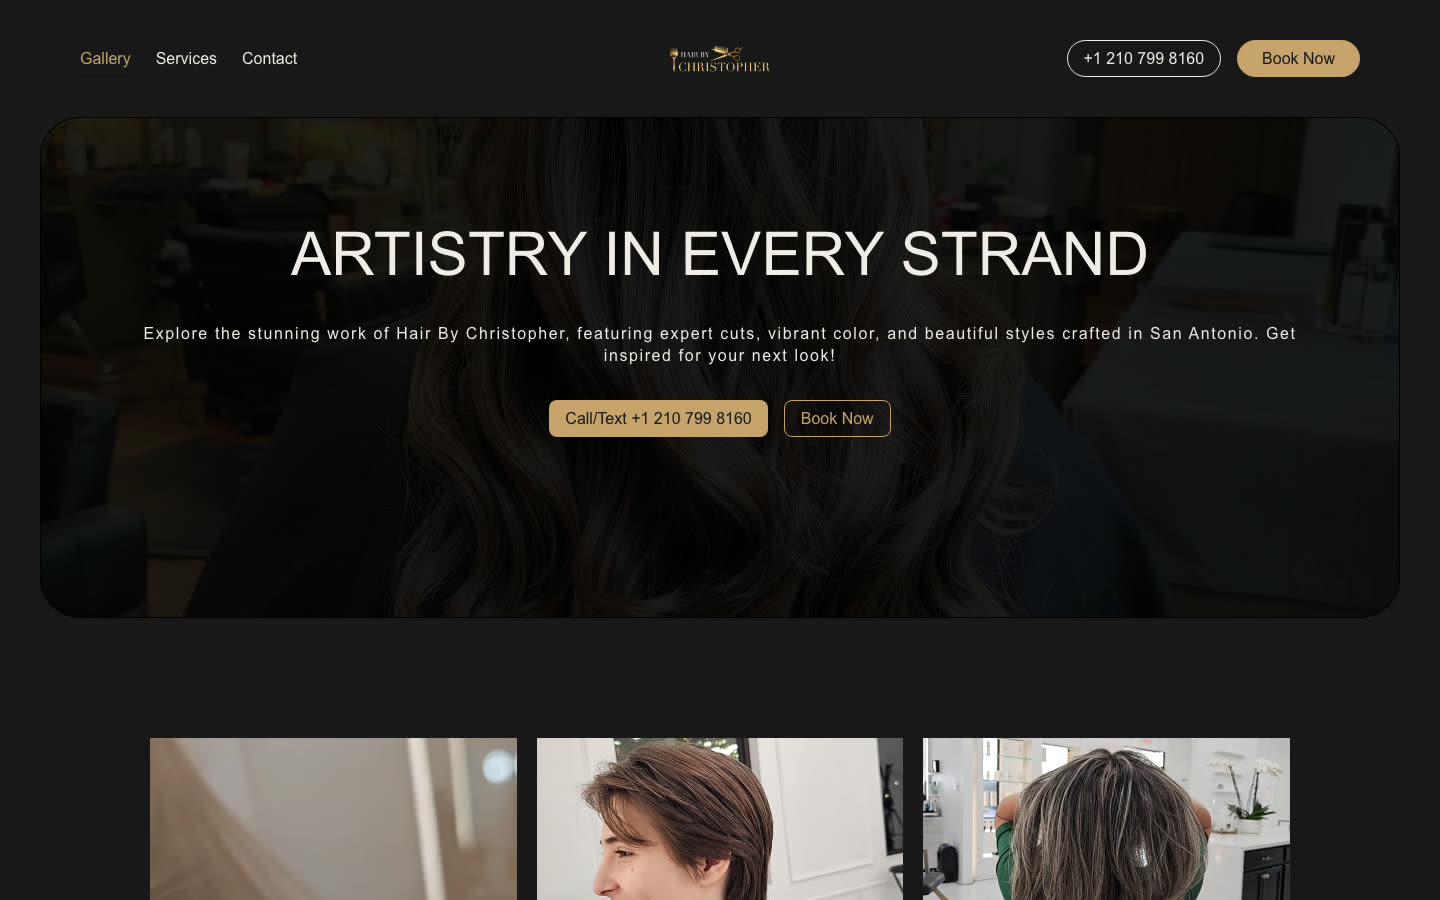 Gallery
Services
Contact
HAIR BY
CHRISTOPHER
+1 210 799 8160
Book Now
ARTISTRY IN EVERY STRAND
Explore the stunning work of Hair By Christopher, featuring expert cuts, vibrant color, and beautiful styles crafted in San Antonio. Get
inspired for your next look!
Call/Text +1 210 799 8160
Book Now